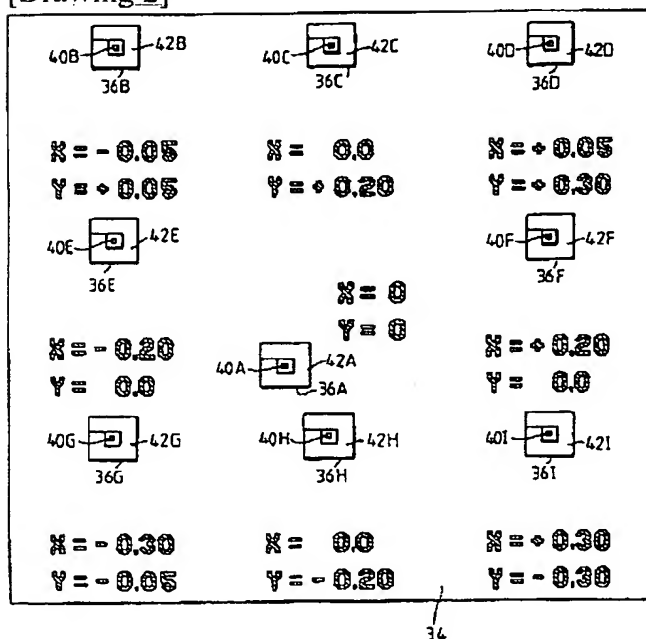 [Drawing 2]
40B 42B 40C 42C 40D 42D
36B 36C 36D
X = - 0.05 X = 0.0 X = + 0.05
Y = + 0.05 Y = + 0.20 Y = + 0.30
40E 42E 40F 42F
36E 36F
X = 0
Y = 0
X = - 0.20 X = + 0.20
Y = 0.0 Y = 0.0
40A 42A
36A
40G 42G 40H 42H 40I 42I
36G 36H 36I
X = - 0.30 X = 0.0 X = + 0.30
Y = - 0.05 Y = - 0.20 Y = - 0.30
34